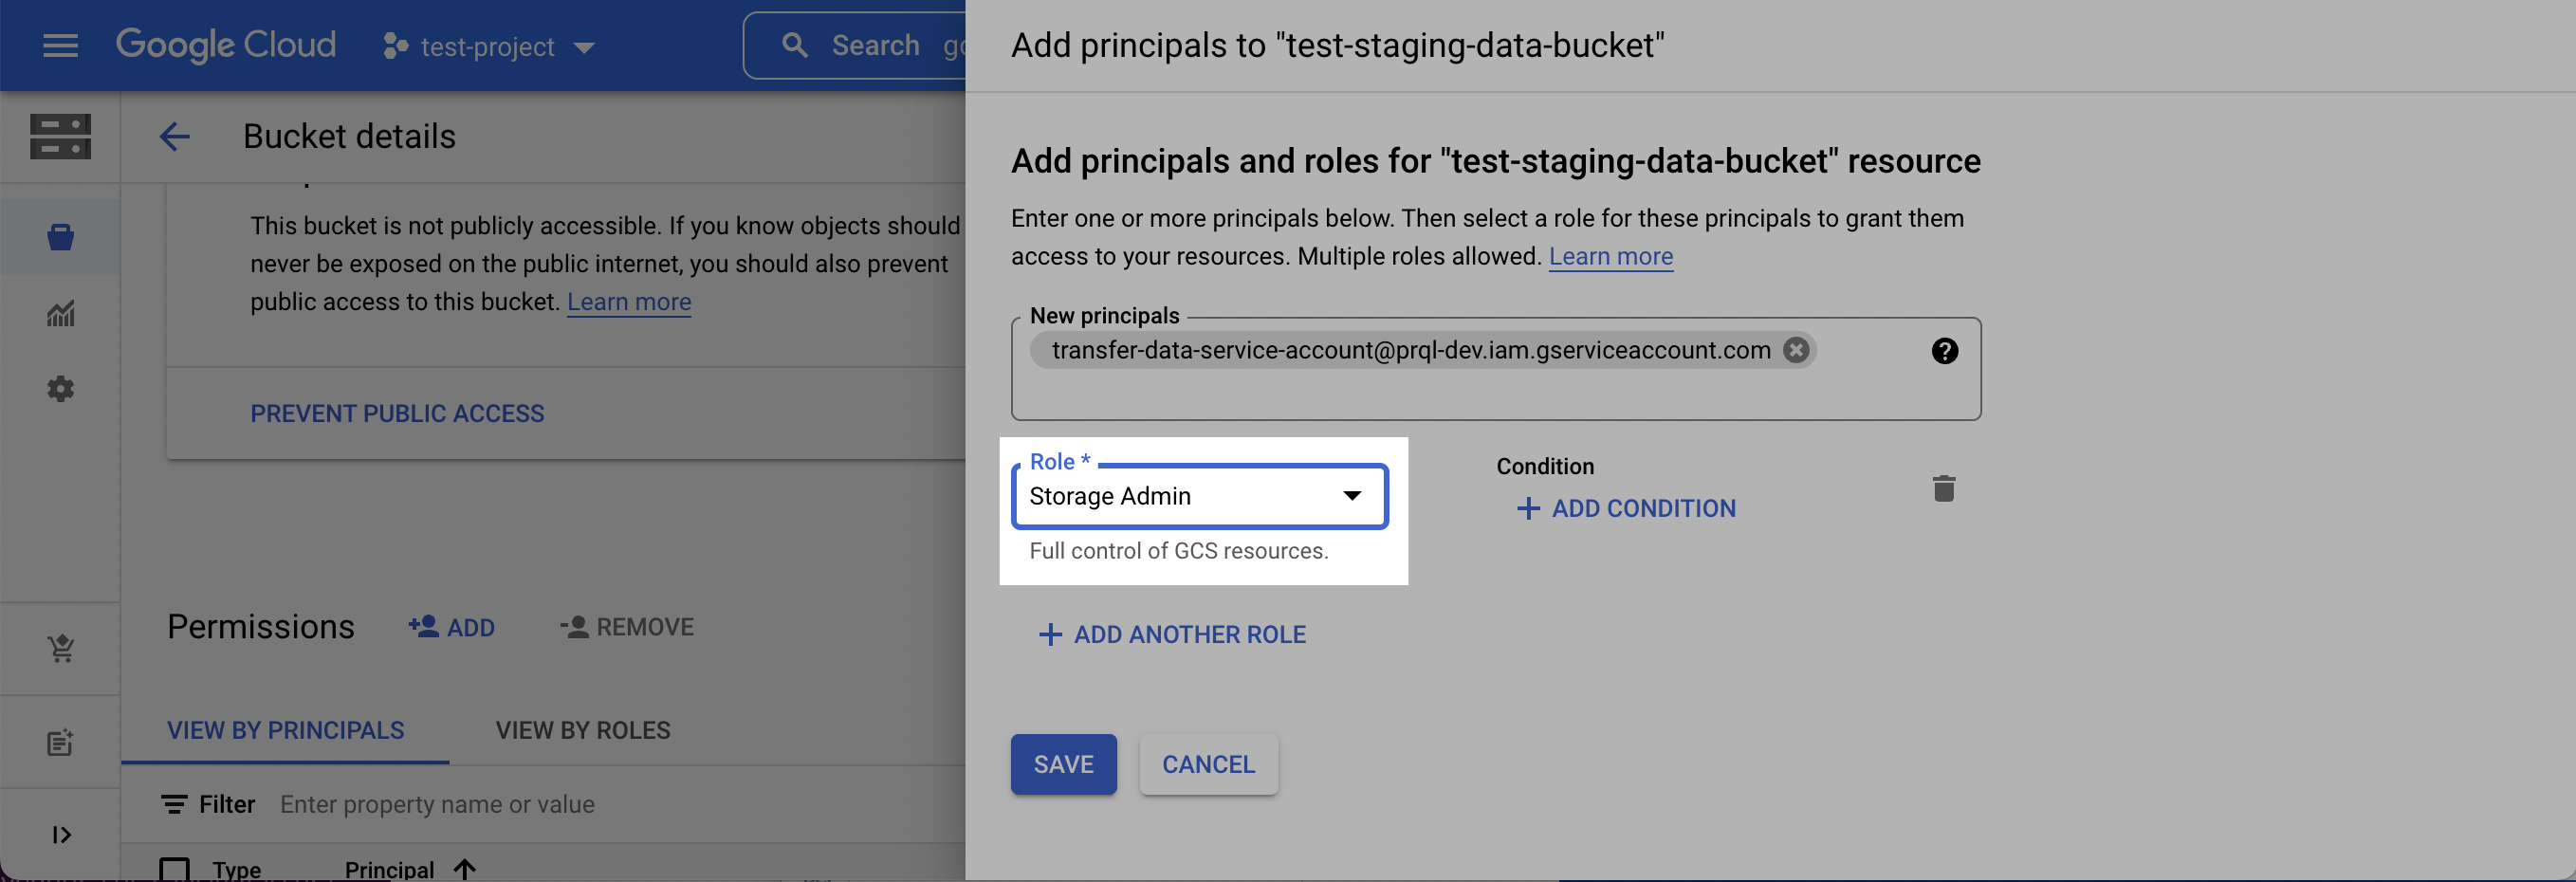 Google Cloud
test-project
Search
Bucket details
This bucket is not publicly accessible. If you know objects should
never be exposed on the public internet, you should also prevent
public access to this bucket. Learn more
PREVENT PUBLIC ACCESS
Permissions
ADD
REMOVE
VIEW BY PRINCIPALS
VIEW BY ROLES
Filter Enter property name or value
Type
Principal
Add principals to "test-staging-data-bucket"
Add principals and roles for "test-staging-data-bucket" resource
Enter one or more principals below. Then select a role for these principals to grant them
access to your resources. Multiple roles allowed. Learn more
New principals
transfer-data-service-account@prql-dev.iam.gserviceaccount.com
Role *
Storage Admin
Full control of GCS resources.
Condition
ADD CONDITION
ADD ANOTHER ROLE
SAVE
CANCEL